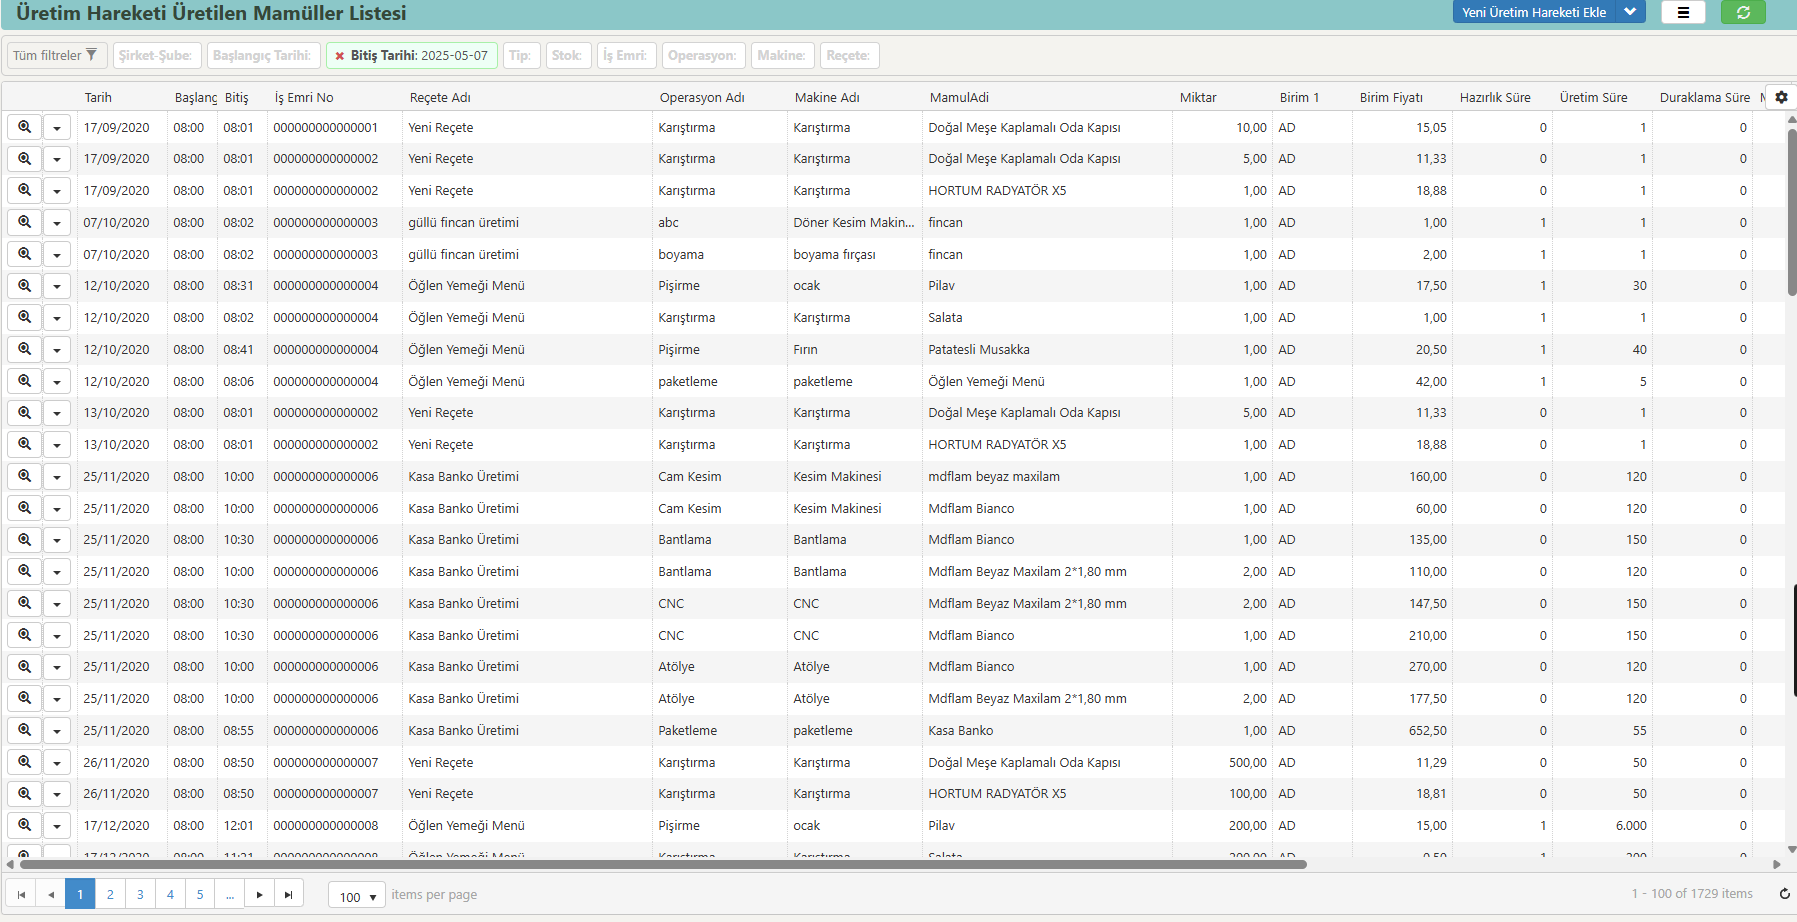 Üretim Hareketi Üretilen Mamüller Listesi
Yeni Üretim Hareketi Ekle
Tüm filtreler Şirket-Şube: Başlangıç Tarihi: ✖ Bitiş Tarihi: 2025-05-07 Tip: Stok: İş Emri: Operasyon: Makine: Reçete:
Tarih Başlang Bitiş İş Emri No Reçete Adı Operasyon Adı Makine Adı MamulAdi Miktar Birim 1 Birim Fiyatı Hazırlık Süre Üretim Süre Duraklama Süre
17/09/2020 08:00 08:01 000000000000001 Yeni Reçete Karıştırma Karıştırma Doğal Meşe Kaplamalı Oda Kapısı 10,00 AD 15,05 0 1 0
17/09/2020 08:00 08:01 000000000000002 Yeni Reçete Karıştırma Karıştırma Doğal Meşe Kaplamalı Oda Kapısı 5,00 AD 11,33 0 1 0
17/09/2020 08:00 08:01 000000000000002 Yeni Reçete Karıştırma Karıştırma HORTUM RADYATÖR X5 1,00 AD 18,88 0 1 0
07/10/2020 08:00 08:02 000000000000003 güllü fincan üretimi abc Döner Kesim Makin... fincan 1,00 AD 1,00 1 1 0
07/10/2020 08:00 08:02 000000000000003 güllü fincan üretimi boyama boyama fırçası fincan 1,00 AD 2,00 1 1 0
12/10/2020 08:00 08:31 000000000000004 Öğlen Yemeği Menü Pişirme ocak Pilav 1,00 AD 17,50 1 30 0
12/10/2020 08:00 08:02 000000000000004 Öğlen Yemeği Menü Karıştırma Karıştırma Salata 1,00 AD 1,00 1 1 0
12/10/2020 08:00 08:41 000000000000004 Öğlen Yemeği Menü Pişirme Fırın Patatesli Musakka 1,00 AD 20,50 1 40 0
12/10/2020 08:00 08:06 000000000000004 Öğlen Yemeği Menü paketleme paketleme Öğlen Yemeği Menü 1,00 AD 42,00 1 5 0
13/10/2020 08:00 08:01 000000000000002 Yeni Reçete Karıştırma Karıştırma Doğal Meşe Kaplamalı Oda Kapısı 5,00 AD 11,33 0 1 0
13/10/2020 08:00 08:01 000000000000002 Yeni Reçete Karıştırma Karıştırma HORTUM RADYATÖR X5 1,00 AD 18,88 0 1 0
25/11/2020 08:00 10:00 000000000000006 Kasa Banko Üretimi Cam Kesim Kesim Makinesi mdflam beyaz maxilam 1,00 AD 160,00 0 120 0
25/11/2020 08:00 10:00 000000000000006 Kasa Banko Üretimi Cam Kesim Kesim Makinesi Mdflam Bianco 1,00 AD 60,00 0 120 0
25/11/2020 08:00 10:30 000000000000006 Kasa Banko Üretimi Bantlama Bantlama Mdflam Bianco 1,00 AD 135,00 0 150 0
25/11/2020 08:00 10:00 000000000000006 Kasa Banko Üretimi Bantlama Bantlama Mdflam Beyaz Maxilam 2*1,80 mm 2,00 AD 110,00 0 120 0
25/11/2020 08:00 10:30 000000000000006 Kasa Banko Üretimi CNC CNC Mdflam Beyaz Maxilam 2*1,80 mm 2,00 AD 147,50 0 150 0
25/11/2020 08:00 10:30 000000000000006 Kasa Banko Üretimi CNC CNC Mdflam Bianco 1,00 AD 210,00 0 150 0
25/11/2020 08:00 10:00 000000000000006 Kasa Banko Üretimi Atölye Atölye Mdflam Bianco 1,00 AD 270,00 0 120 0
25/11/2020 08:00 10:00 000000000000006 Kasa Banko Üretimi Atölye Atölye Mdflam Beyaz Maxilam 2*1,80 mm 2,00 AD 177,50 0 120 0
25/11/2020 08:00 08:55 000000000000006 Kasa Banko Üretimi Paketleme paketleme Kasa Banko 1,00 AD 652,50 0 55 0
26/11/2020 08:00 08:50 000000000000007 Yeni Reçete Karıştırma Karıştırma Doğal Meşe Kaplamalı Oda Kapısı 500,00 AD 11,29 0 50 0
26/11/2020 08:00 08:50 000000000000007 Yeni Reçete Karıştırma Karıştırma HORTUM RADYATÖR X5 100,00 AD 18,81 0 50 0
17/12/2020 08:00 12:01 000000000000008 Öğlen Yemeği Menü Pişirme ocak Pilav 200,00 AD 15,00 1 6.000 0
17/12/2020 08:00 11:21 000000000000008 Öğlen Yemeği Menü Karıştırma Karıştırma Salata 200,00 AD 0,50 1 200 0
1 2 3 4 5 ... 100 items per page 1 - 100 of 1729 items